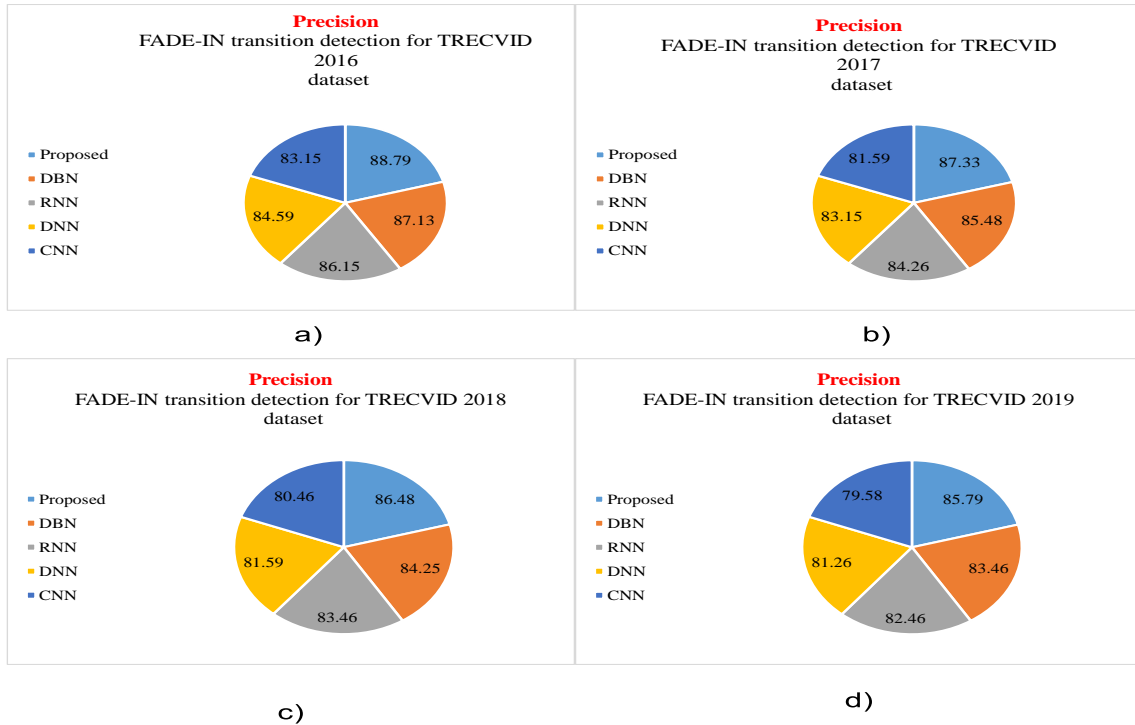 Precision
FADE-IN transition detection for TRECVID
2016
dataset
Proposed
DBN
RNN
DNN
CNN
83.15
88.79
84.59
87.13
86.15
a)
Precision
FADE-IN transition detection for TRECVID
2017
dataset
Proposed
DBN
RNN
DNN
CNN
81.59
87.33
83.15
85.48
84.26
b)
Precision
FADE-IN transition detection for TRECVID 2018
dataset
Proposed
DBN
RNN
DNN
CNN
80.46
86.48
81.59
84.25
83.46
c)
Precision
FADE-IN transition detection for TRECVID 2019
dataset
Proposed
DBN
RNN
DNN
CNN
79.58
85.79
81.26
83.46
82.46
d)